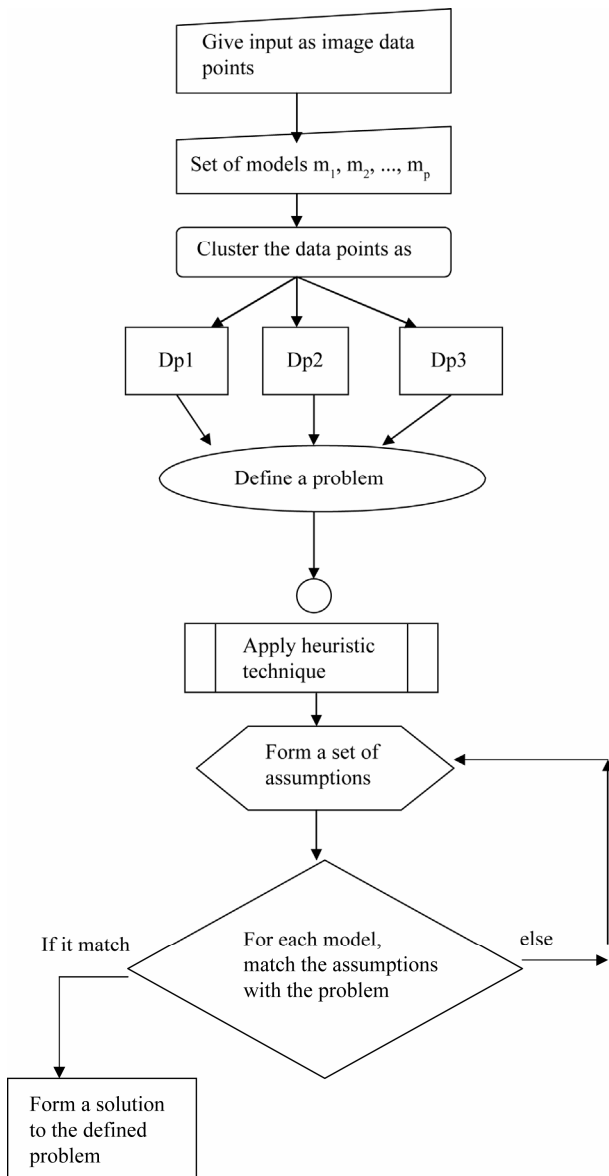 Give input as image data
points
Set of models m₁, m₂, ..., mₚ
Cluster the data points as
Dp1
Dp2
Dp3
Define a problem
Apply heuristic
technique
Form a set of
assumptions
If it match
For each model,
match the assumptions
with the problem
else
Form a solution
to the defined
problem